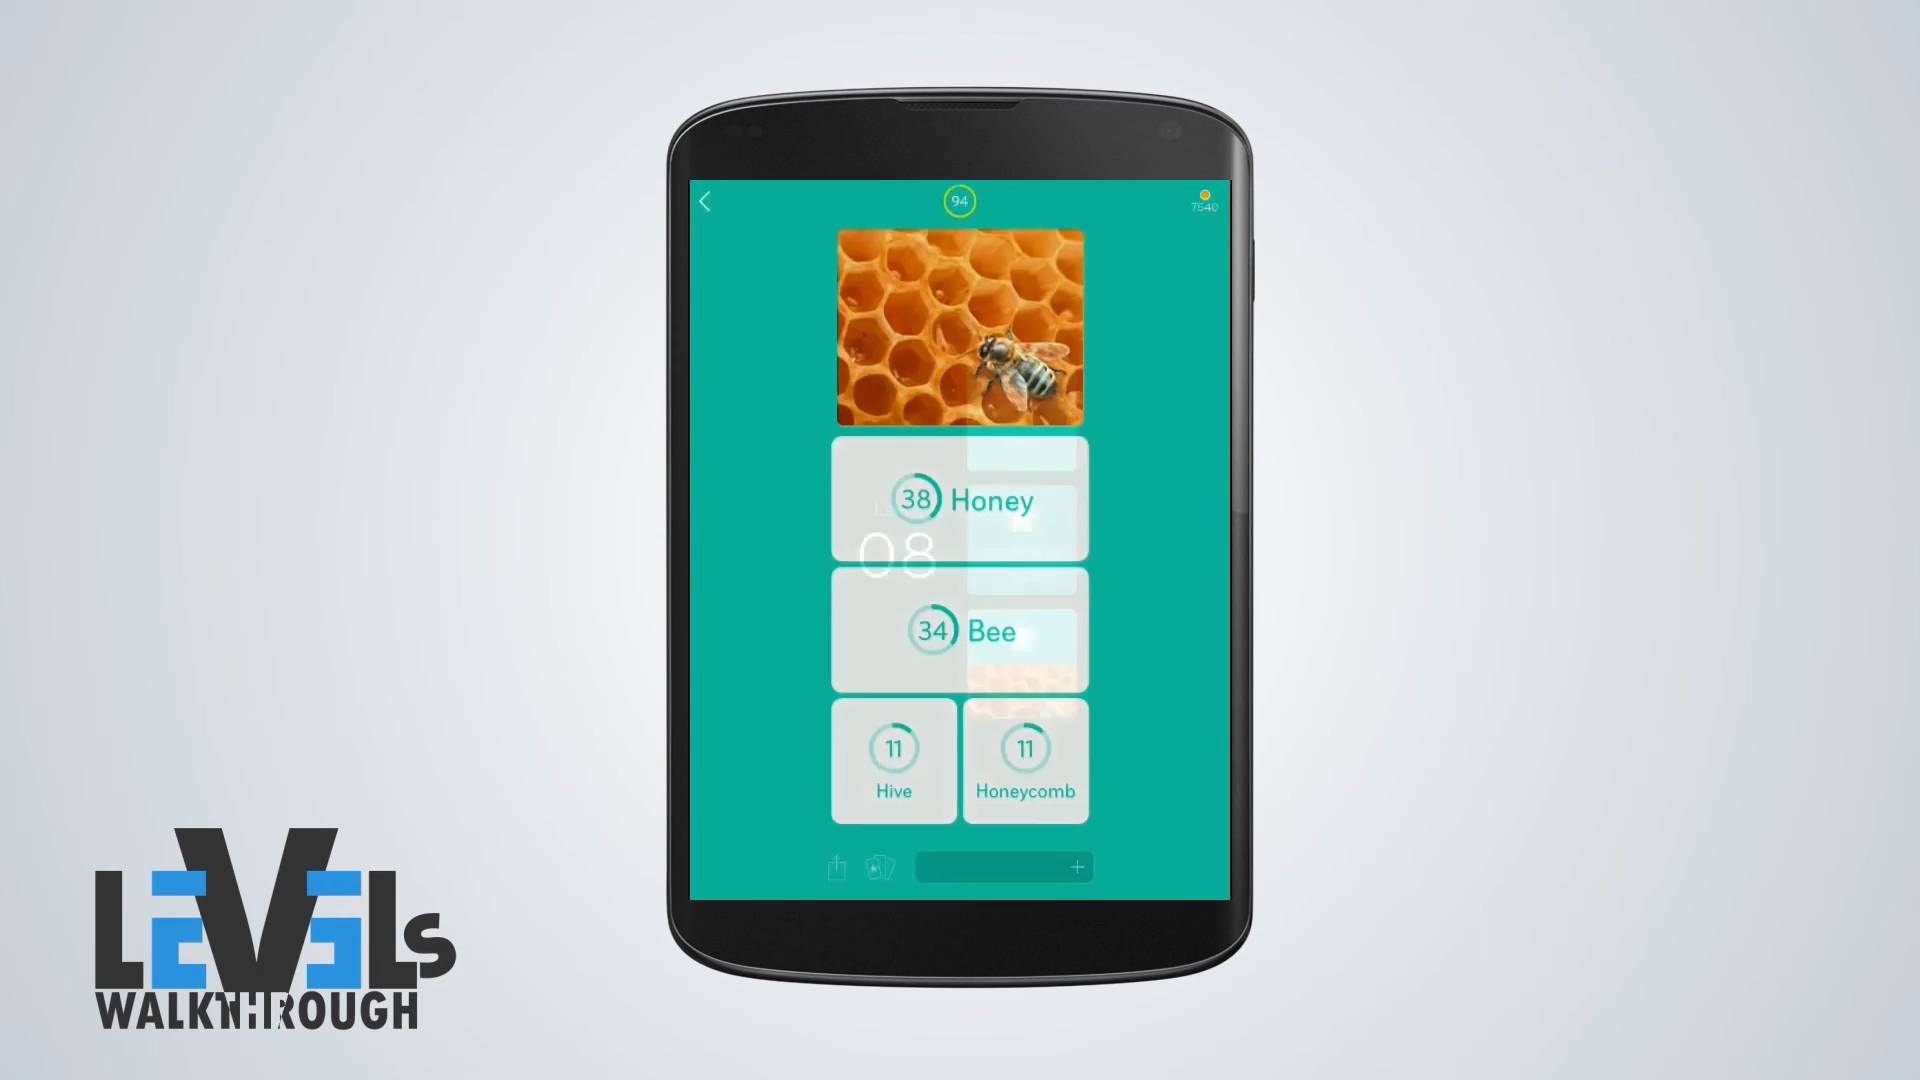 94
7540
38 Honey
08
34 Bee
11
Hive
11
Honeycomb
LEVELs
WALKTHROUGH